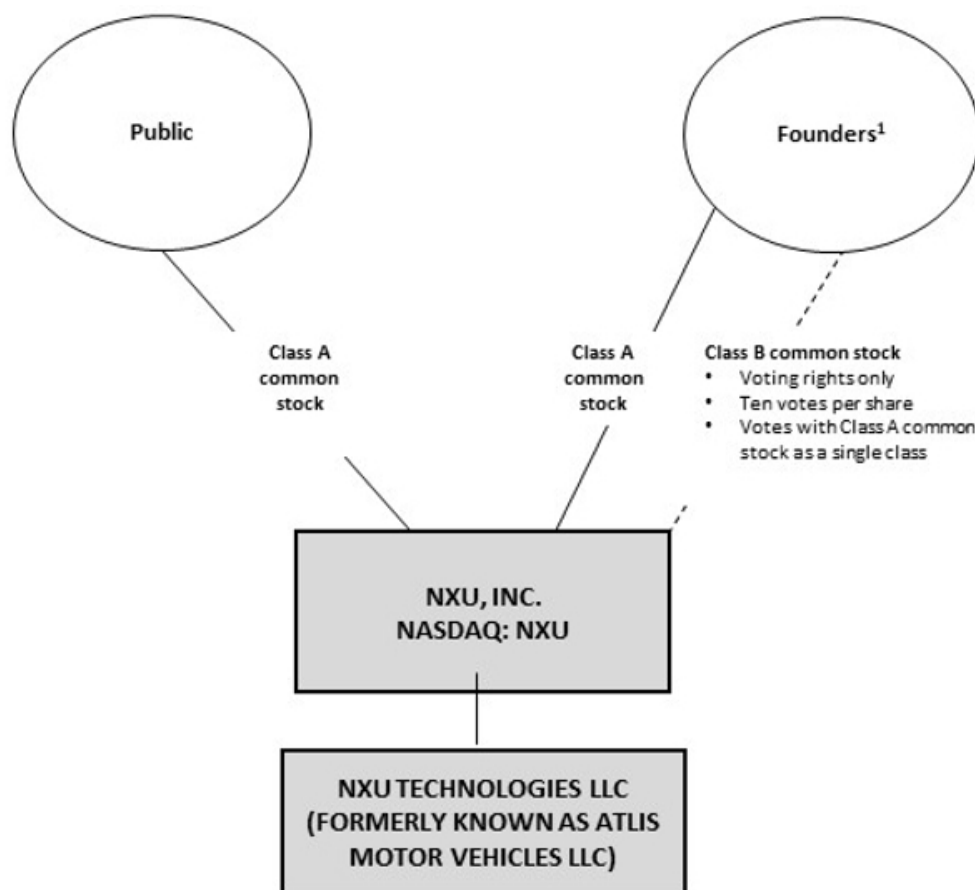 Public
Founders¹
Class A
common
stock
Class A
common
stock
Class B common stock
• Voting rights only
• Ten votes per share
• Votes with Class A common
stock as a single class
NXU, INC.
NASDAQ: NXU
NXU TECHNOLOGIES LLC
(FORMERLY KNOWN AS ATLIS
MOTOR VEHICLES LLC)